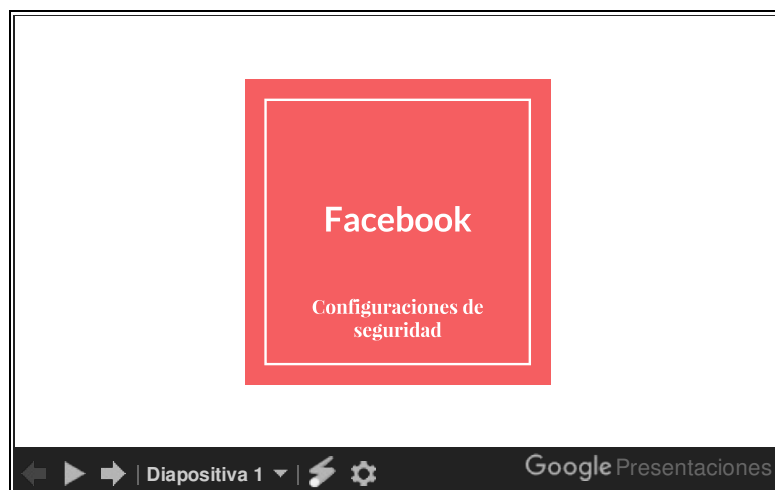 Facebook
Configuraciones de
seguridad
Diapositiva 1
Google Presentaciones